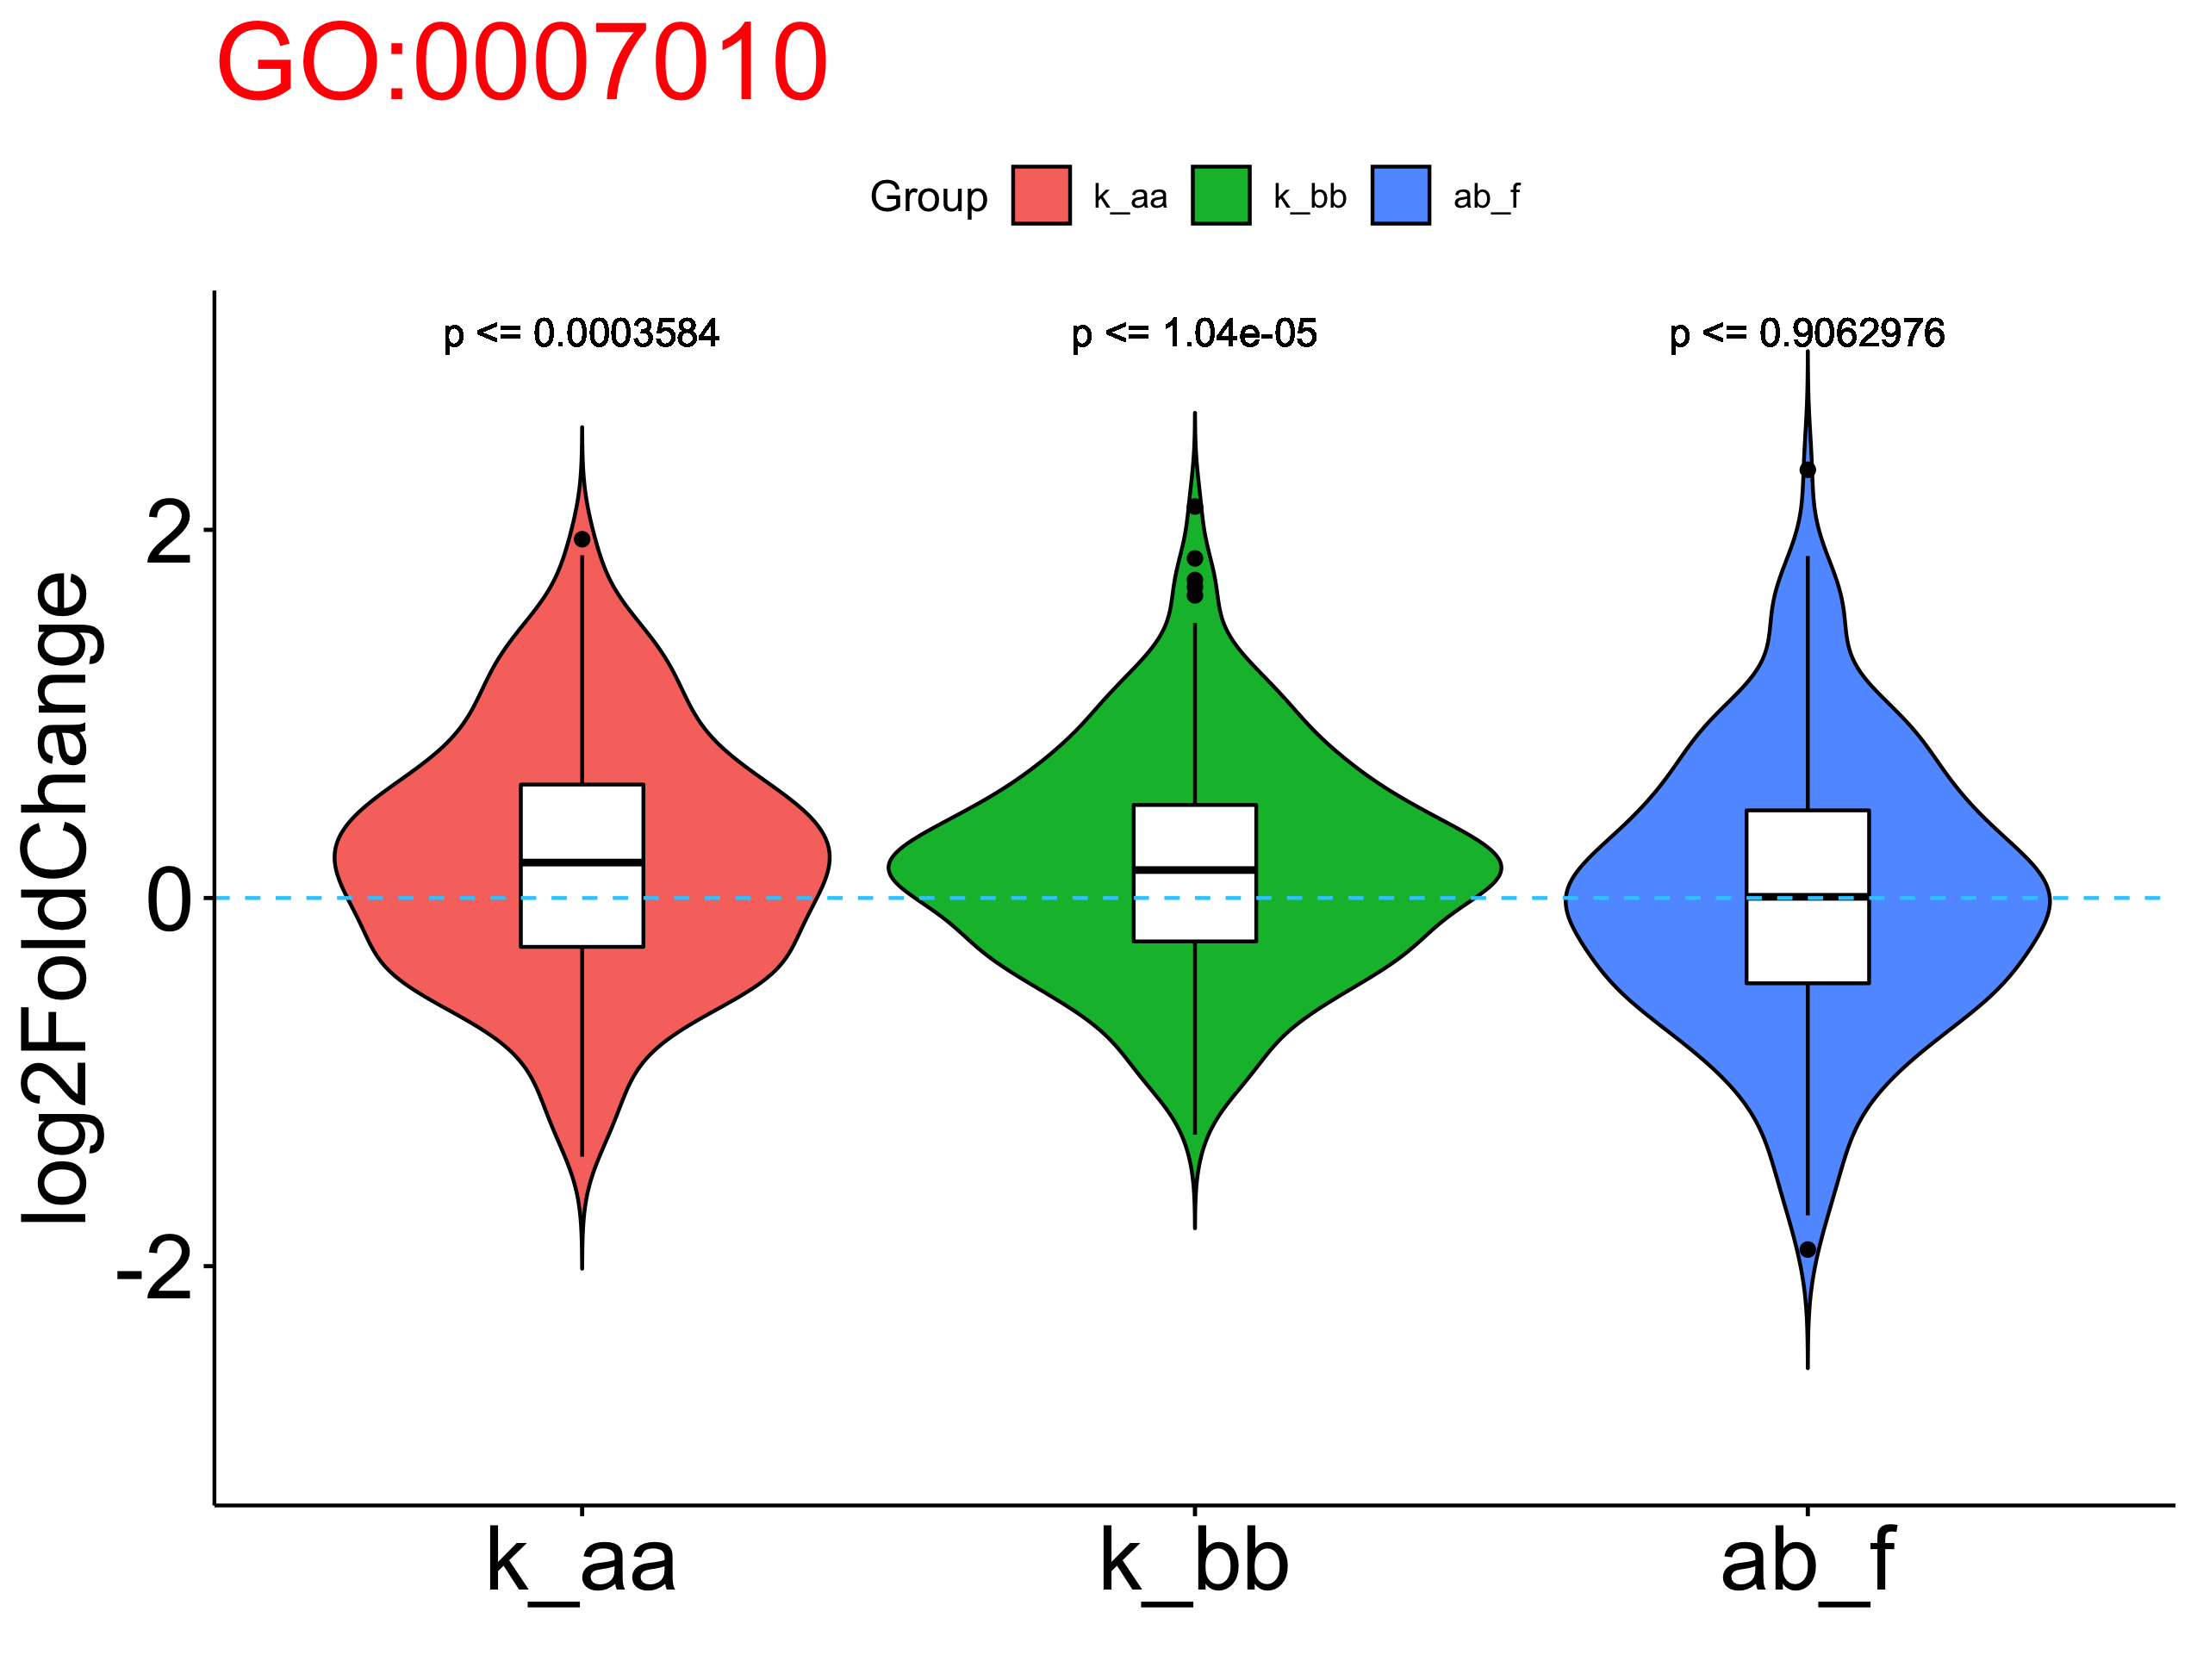 GO:0007010
Group k_aa k_bb ab_f
p <= 0.0003584 p <= 1.04e-05 p <= 0.9062976
log2FoldChange
2
0
-2
k_aa k_bb ab_f